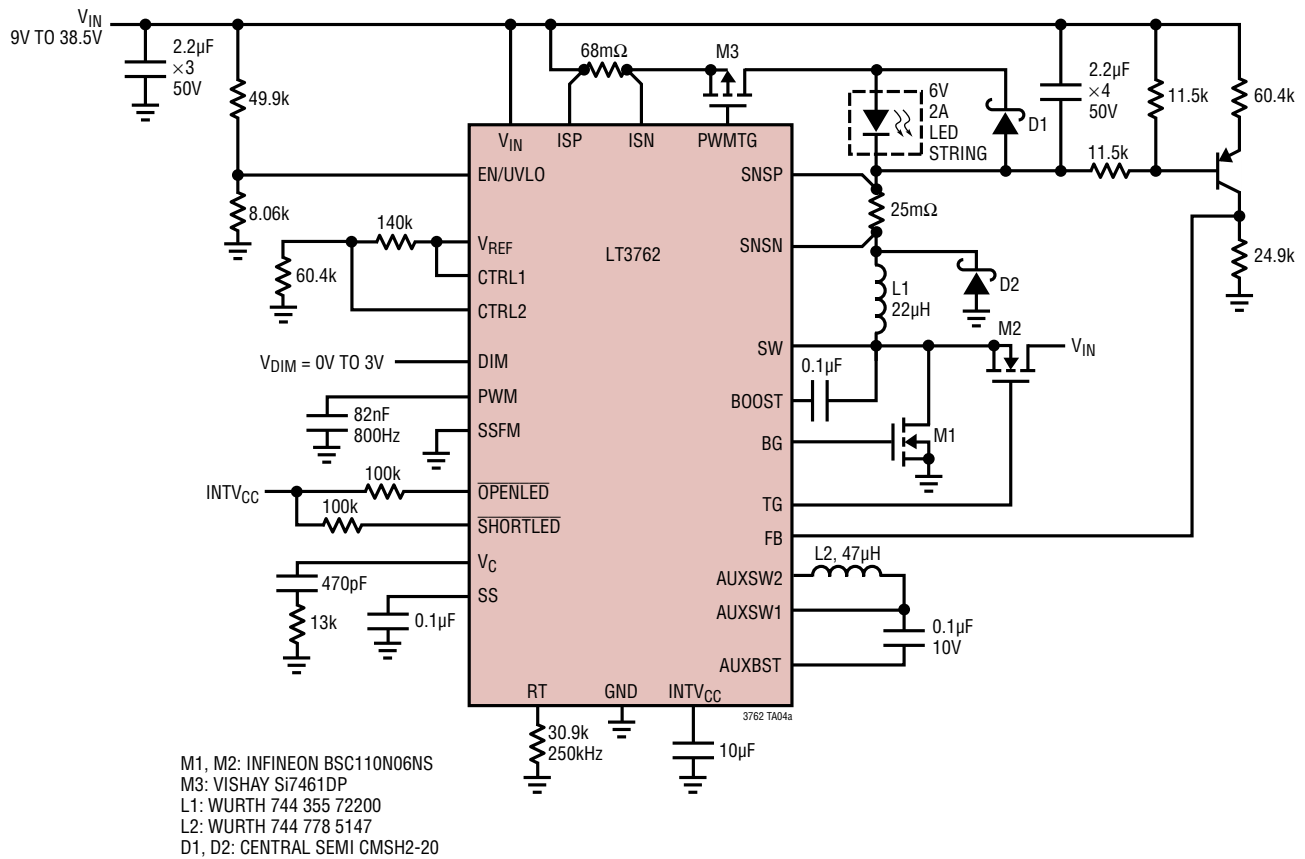 VIN
9V TO 38.5V
2.2µF
×3
50V
49.9k
8.06k
68mΩ
M3
6V
2A
LED
STRING
D1
2.2µF
×4
50V
11.5k
60.4k
11.5k
24.9k
VIN
ISP
ISN
PWMTG
EN/UVLO
SNSP
25mΩ
SNSN
140k
60.4k
VREF
CTRL1
CTRL2
LT3762
L1
22µH
D2
M2
VIN
SW
VDIM = 0V TO 3V
DIM
0.1µF
BOOST
PWM
82nF
800Hz
SSFM
BG
M1
INTVCC
100k
OPENLED
100k
SHORTLED
TG
FB
VC
470pF
13k
SS
0.1µF
L2, 47µH
AUXSW2
AUXSW1
0.1µF
10V
AUXBST
RT
GND
INTVCC
3762 TA04a
30.9k
250kHz
10µF
M1, M2: INFINEON BSC110N06NS
M3: VISHAY Si7461DP
L1: WURTH 744 355 72200
L2: WURTH 744 778 5147
D1, D2: CENTRAL SEMI CMSH2-20